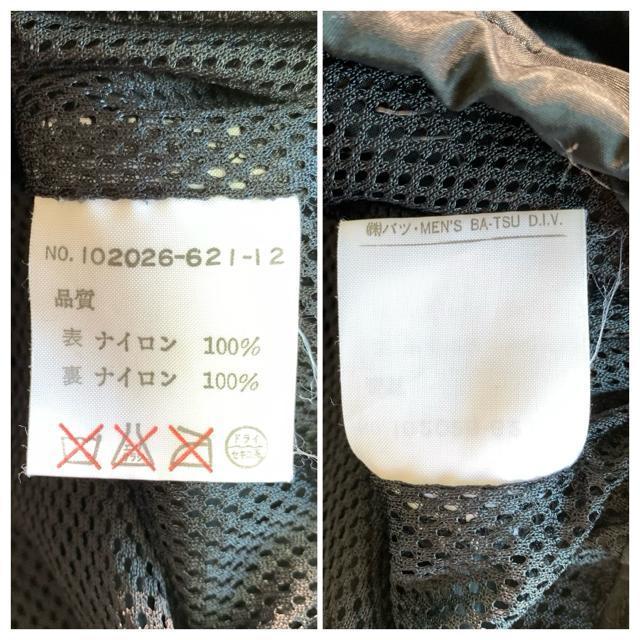 NO.102026-621-12
品質
表 ナイロン 100%
裏 ナイロン 100%
ドライ
セキユ系
㈱バツ・MEN'S BA-TSU D.I.V.